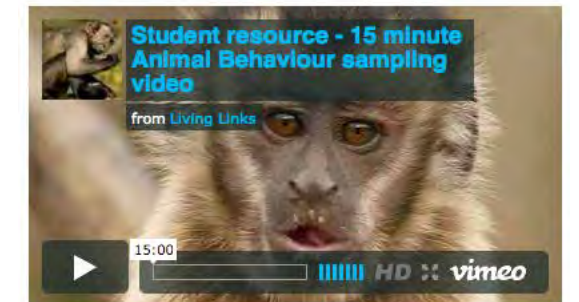 Student resource - 15 minute
Animal Behaviour sampling
video
from Living Links
15:00
HD vimeo